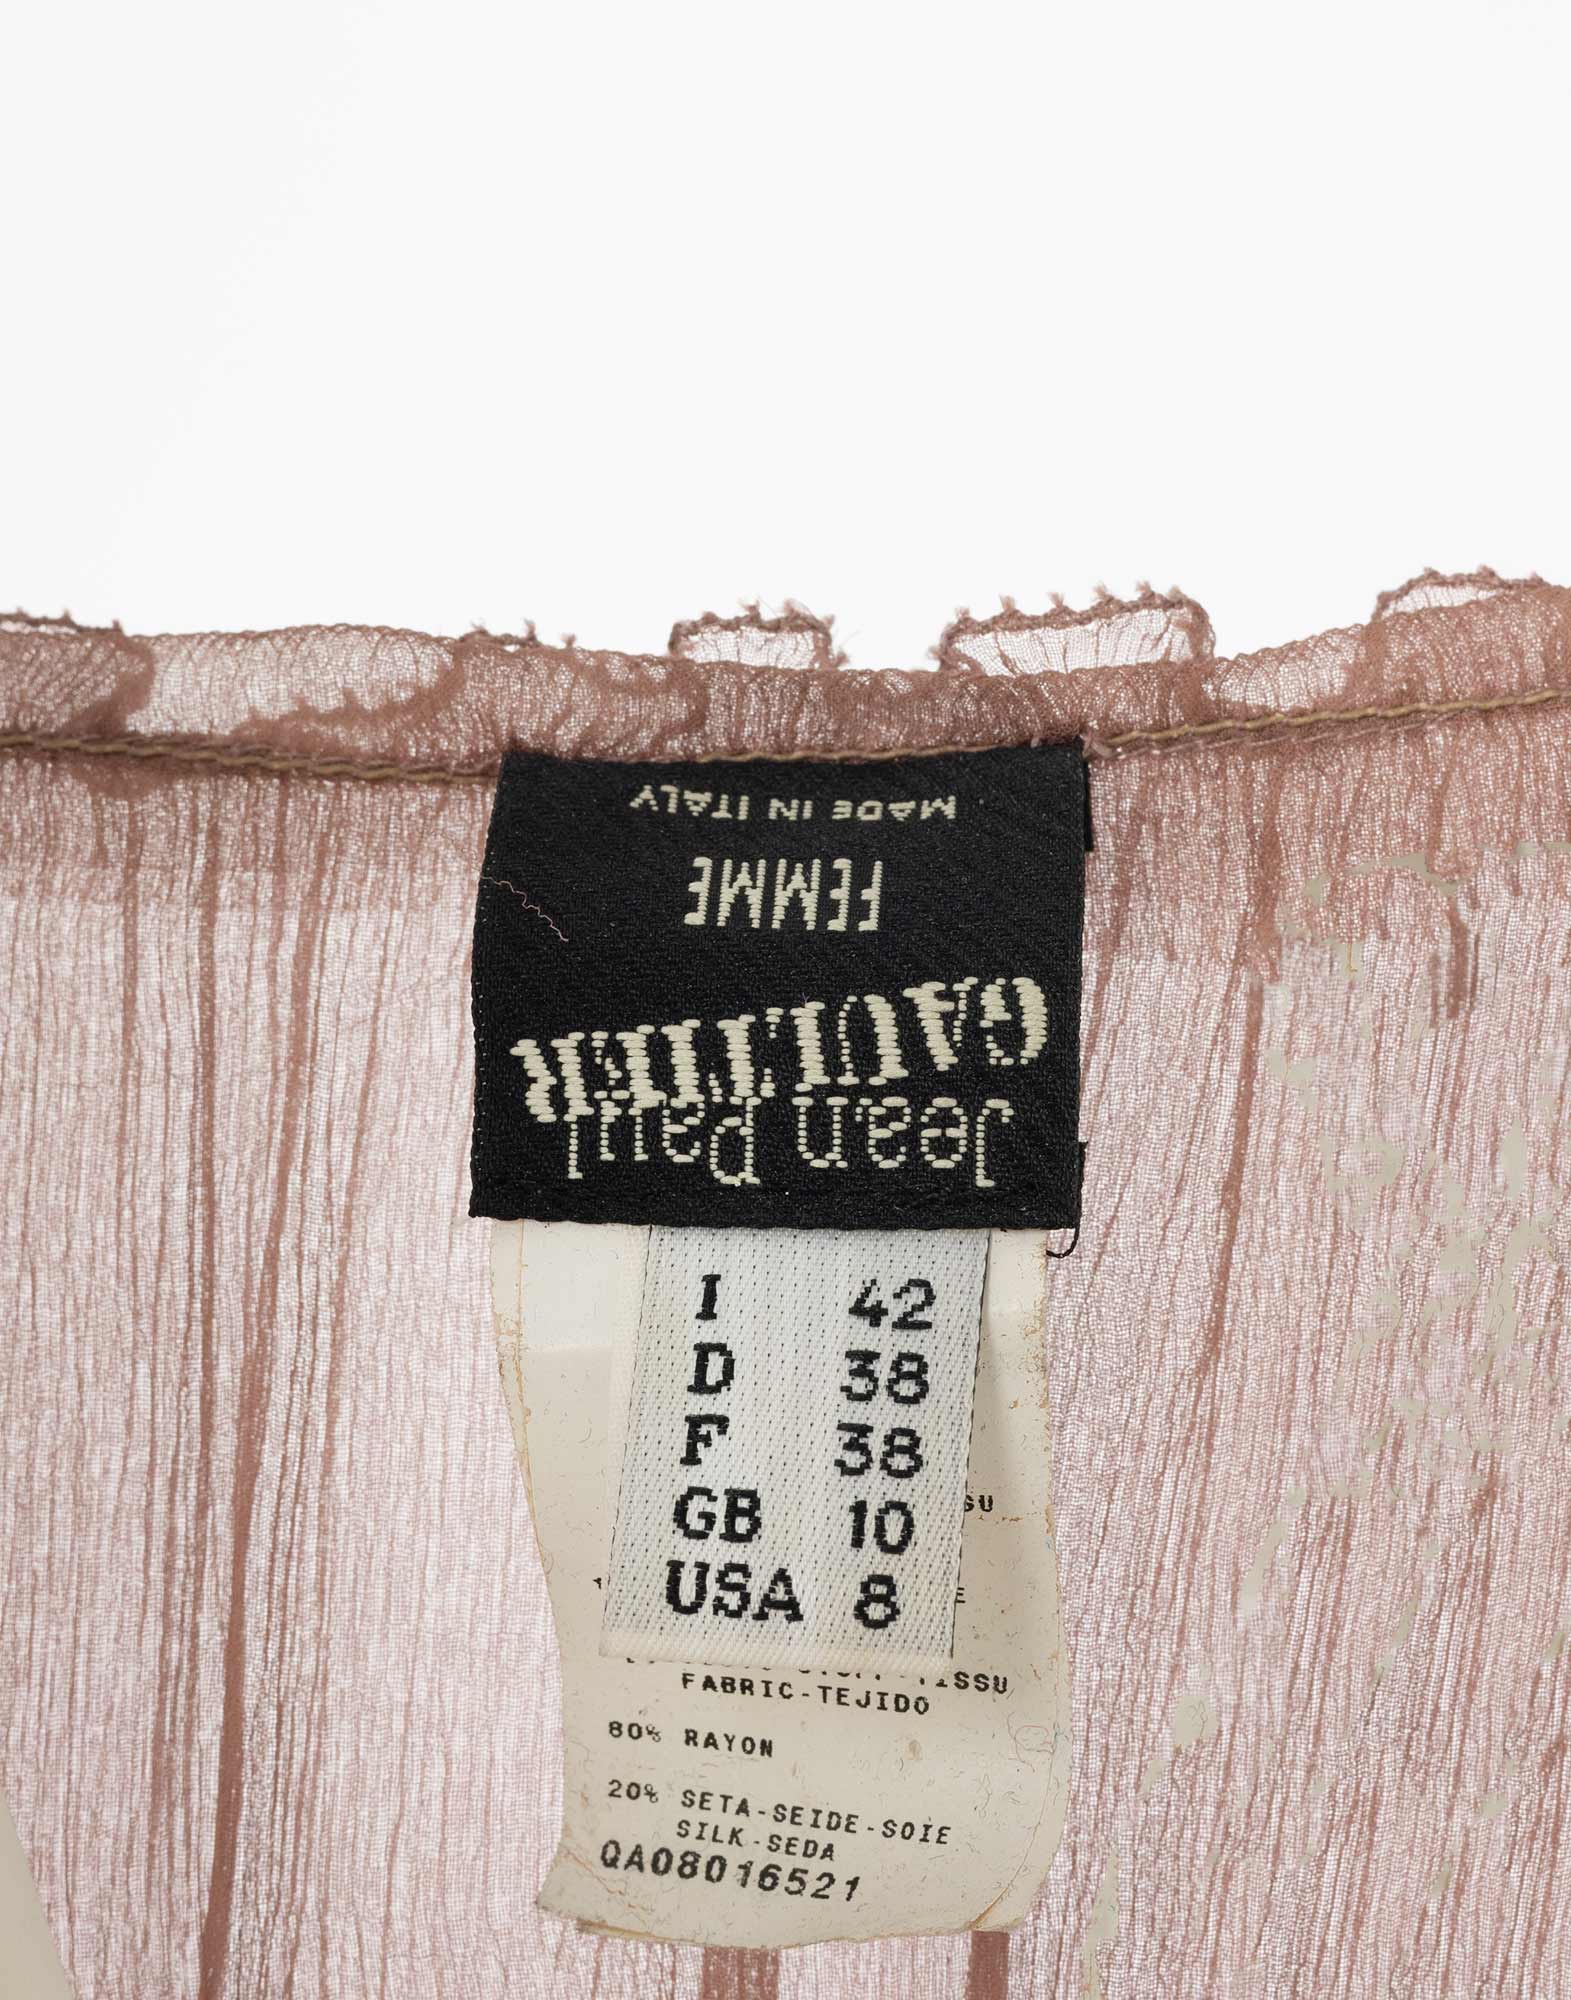 Jean Paul
GAULTIER
FEMME
MADE IN ITALY
I 42
D 38
F 38
GB 10
USA 8
FABRIC-TEJIDO
80% RAYON
20% SETA-SEIDE-SOIE
SILK-SEDA
QA08016521